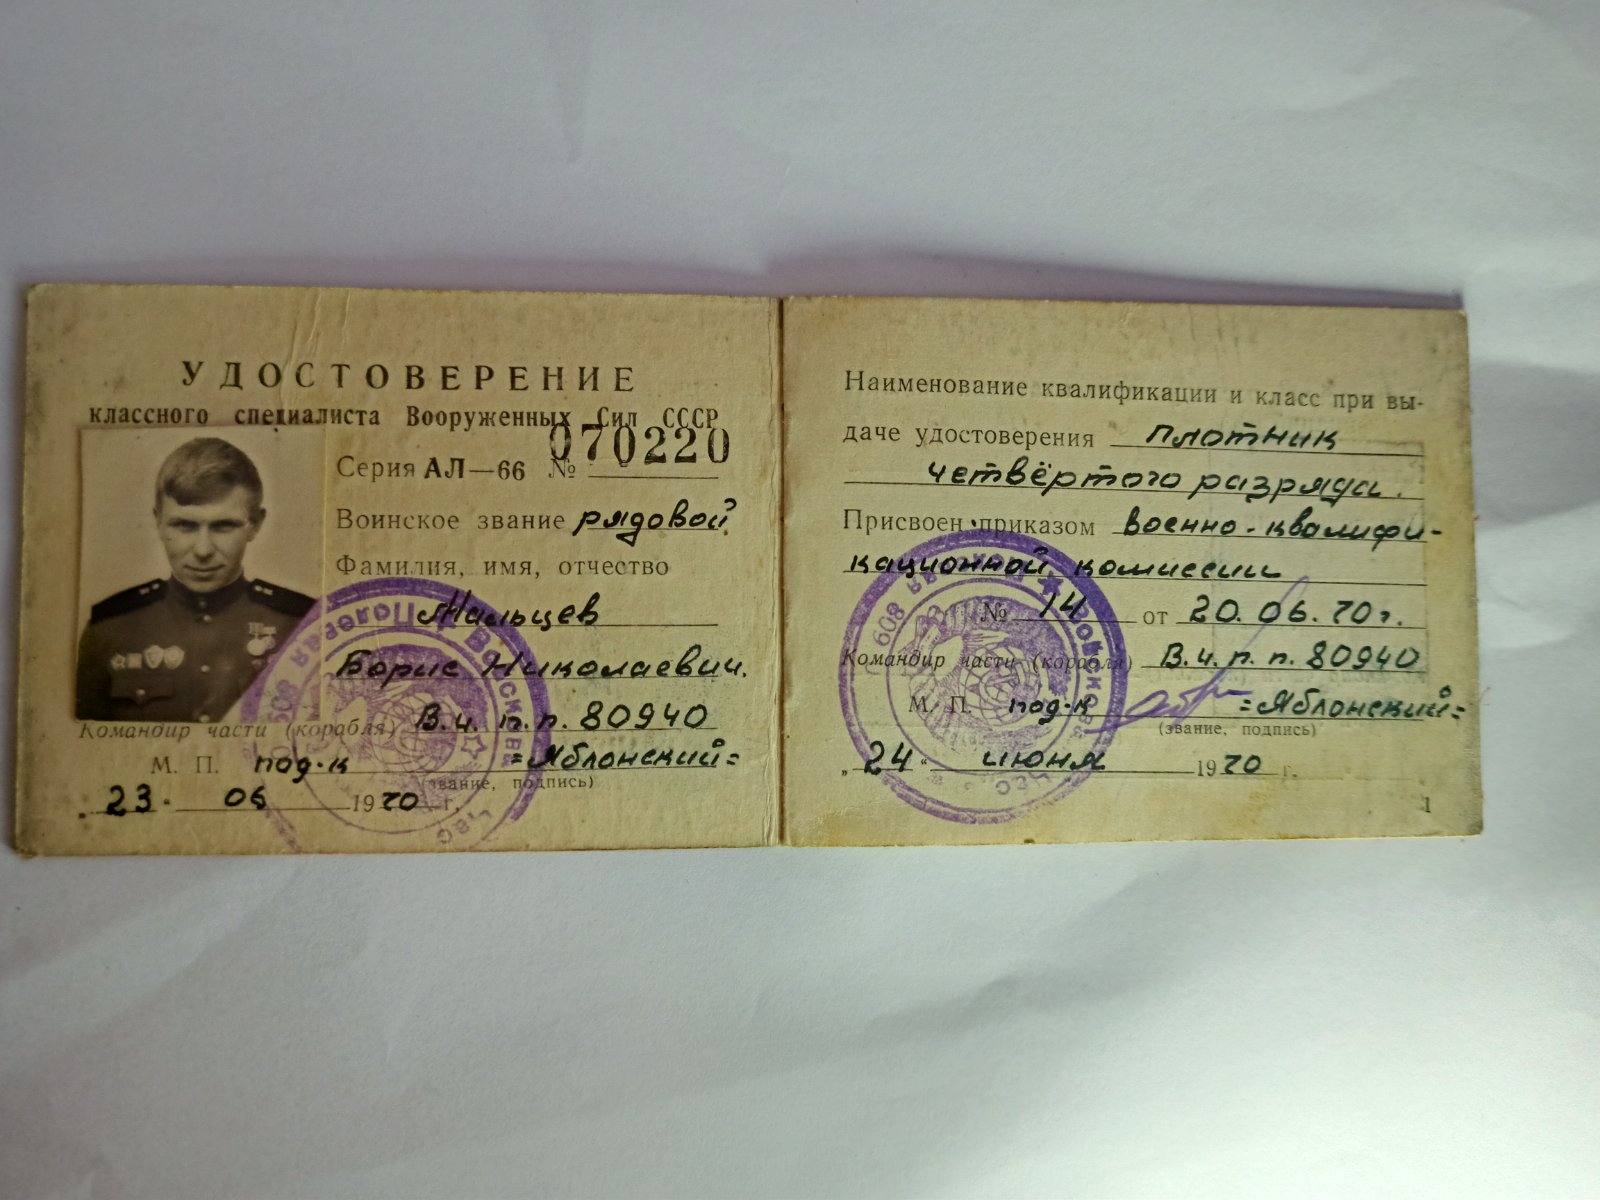 УДОСТОВЕРЕНИЕ
классного специалиста Вооруженных Сил СССР
Серия АЛ—66 № 070220
Воинское звание рядовой
Фамилия, имя, отчество
Мальцев
Борис Николаевич.
Командир части (корабля) В.ч. п.п. 80940
М. П. под-к =Яблонский=
(звание, подпись)
23. 06 1970 г.
Наименование квалификации и класс при вы-
даче удостоверения плотник
четвёртого разряда.
Присвоен приказом военно-квалифи-
кационной комиссии
№ 14 от 20.06.70г.
Командир части (корабля) В.ч. п.п. 80940
М. П. под-к =Яблонский=
(звание, подпись)
„24“ июня 1970 г.
1